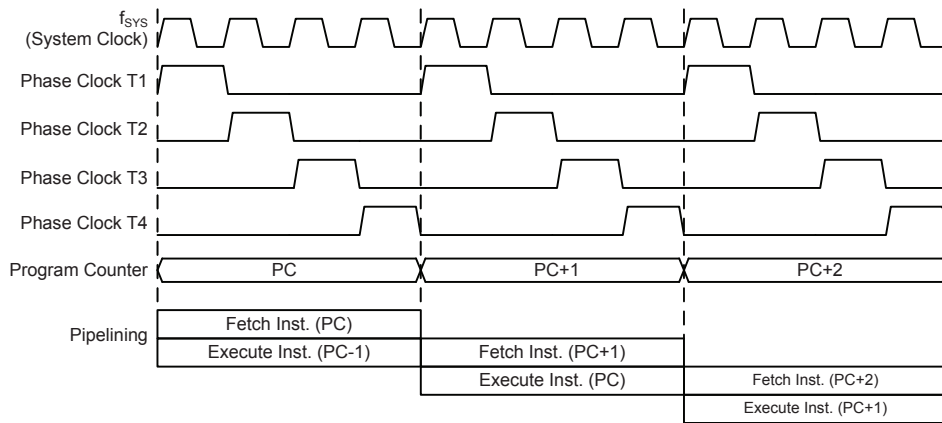 fSYS
(System Clock)
Phase Clock T1
Phase Clock T2
Phase Clock T3
Phase Clock T4
Program Counter PC PC+1 PC+2
Pipelining Fetch Inst. (PC)
Execute Inst. (PC-1) Fetch Inst. (PC+1)
Execute Inst. (PC) Fetch Inst. (PC+2)
Execute Inst. (PC+1)